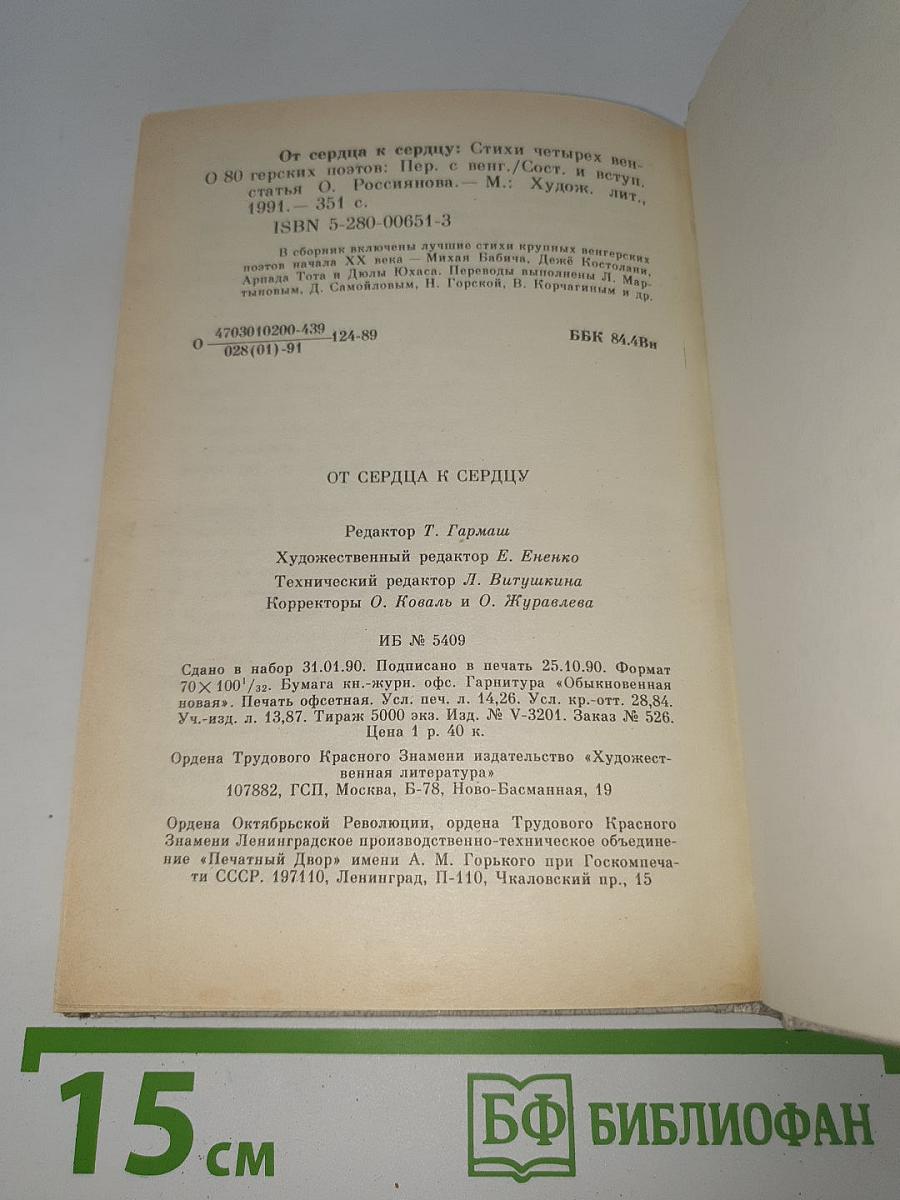 От сердца к сердцу: Стихи четырех вен-
О 80 герских поэтов: Пер. с венг./Сост. и вступ.
статья О. Россиянова.— М.: Худож. лит.,
1991.— 351 с.
ISBN 5-280-00651-3
В сборник включены лучшие стихи крупных венгерских
поэтов начала XX века — Михая Бабича, Дежё Костолани,
Арпада Тота и Дюлы Юхаса. Переводы выполнены Л. Мар-
тыновым, Д. Самойловым, Н. Горской, В. Корчагиным и др.
О 4703010200-439
028(01)-91
124-89
ББК 84.4Вн
ОТ СЕРДЦА К СЕРДЦУ
Редактор Т. Гармаш
Художественный редактор Е. Ененко
Технический редактор Л. Витушкина
Корректоры О. Коваль и О. Журавлева
ИБ № 5409
Сдано в набор 31.01.90. Подписано в печать 25.10.90. Формат
70×100¹/₃₂. Бумага кн.-журн. офс. Гарнитура «Обыкновенная
новая». Печать офсетная. Усл. печ. л. 14,26. Усл. кр.-отт. 28,84.
Уч.-изд. л. 13,87. Тираж 5000 экз. Изд. № V-3201. Заказ № 526.
Цена 1 р. 40 к.
Ордена Трудового Красного Знамени издательство «Художест-
венная литература»
107882, ГСП, Москва, Б-78, Ново-Басманная, 19
Ордена Октябрьской Революции, ордена Трудового Красного
Знамени Ленинградское производственно-техническое объедине-
ние «Печатный Двор» имени А. М. Горького при Госкомпеча-
ти СССР. 197110, Ленинград, П-110, Чкаловский пр., 15
15 см
БФ БИБЛИОФАН